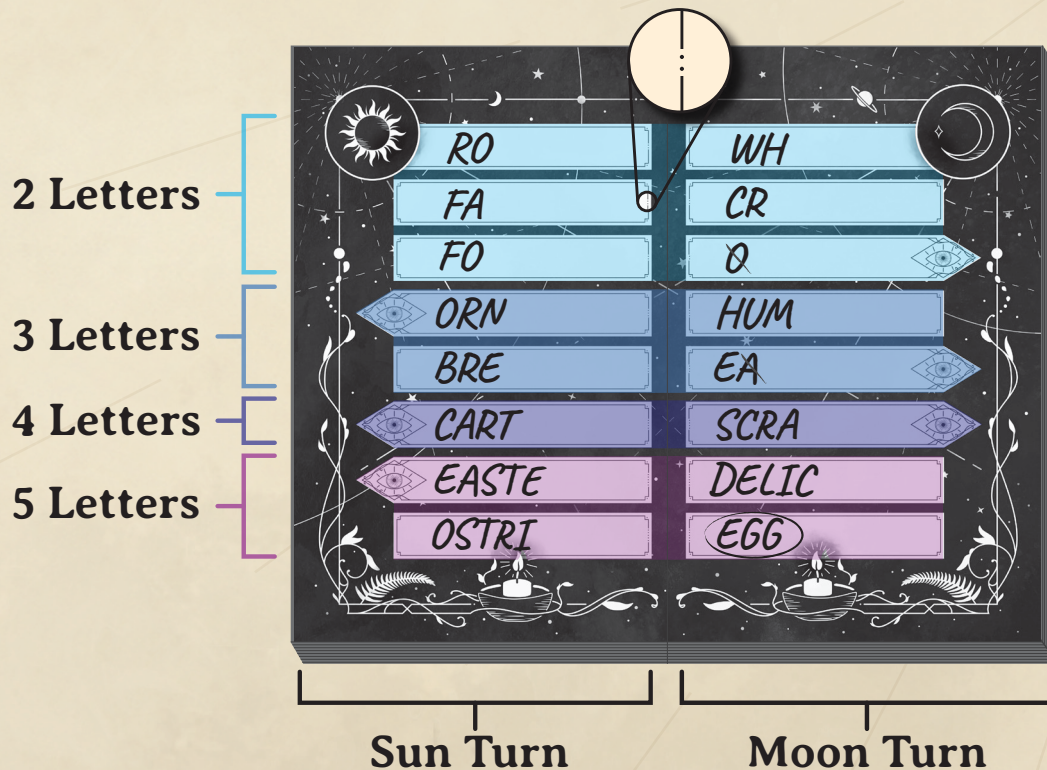 2 Letters
RO WH
FA CR
FO O
3 Letters
ORN HUM
BRE EA
4 Letters
CART SCRA
5 Letters
EASTE DELIC
OSTRI EGG
Sun Turn Moon Turn